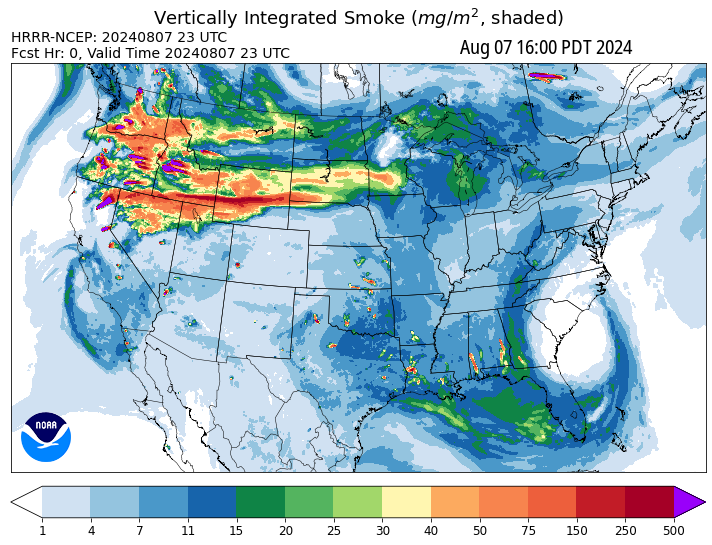 Vertically Integrated Smoke (mg/m², shaded)
HRRR-NCEP: 20240807 23 UTC
Fcst Hr: 0, Valid Time 20240807 23 UTC
Aug 07 16:00 PDT 2024
NOAA
1 4 7 11 15 20 25 30 40 50 75 150 250 500